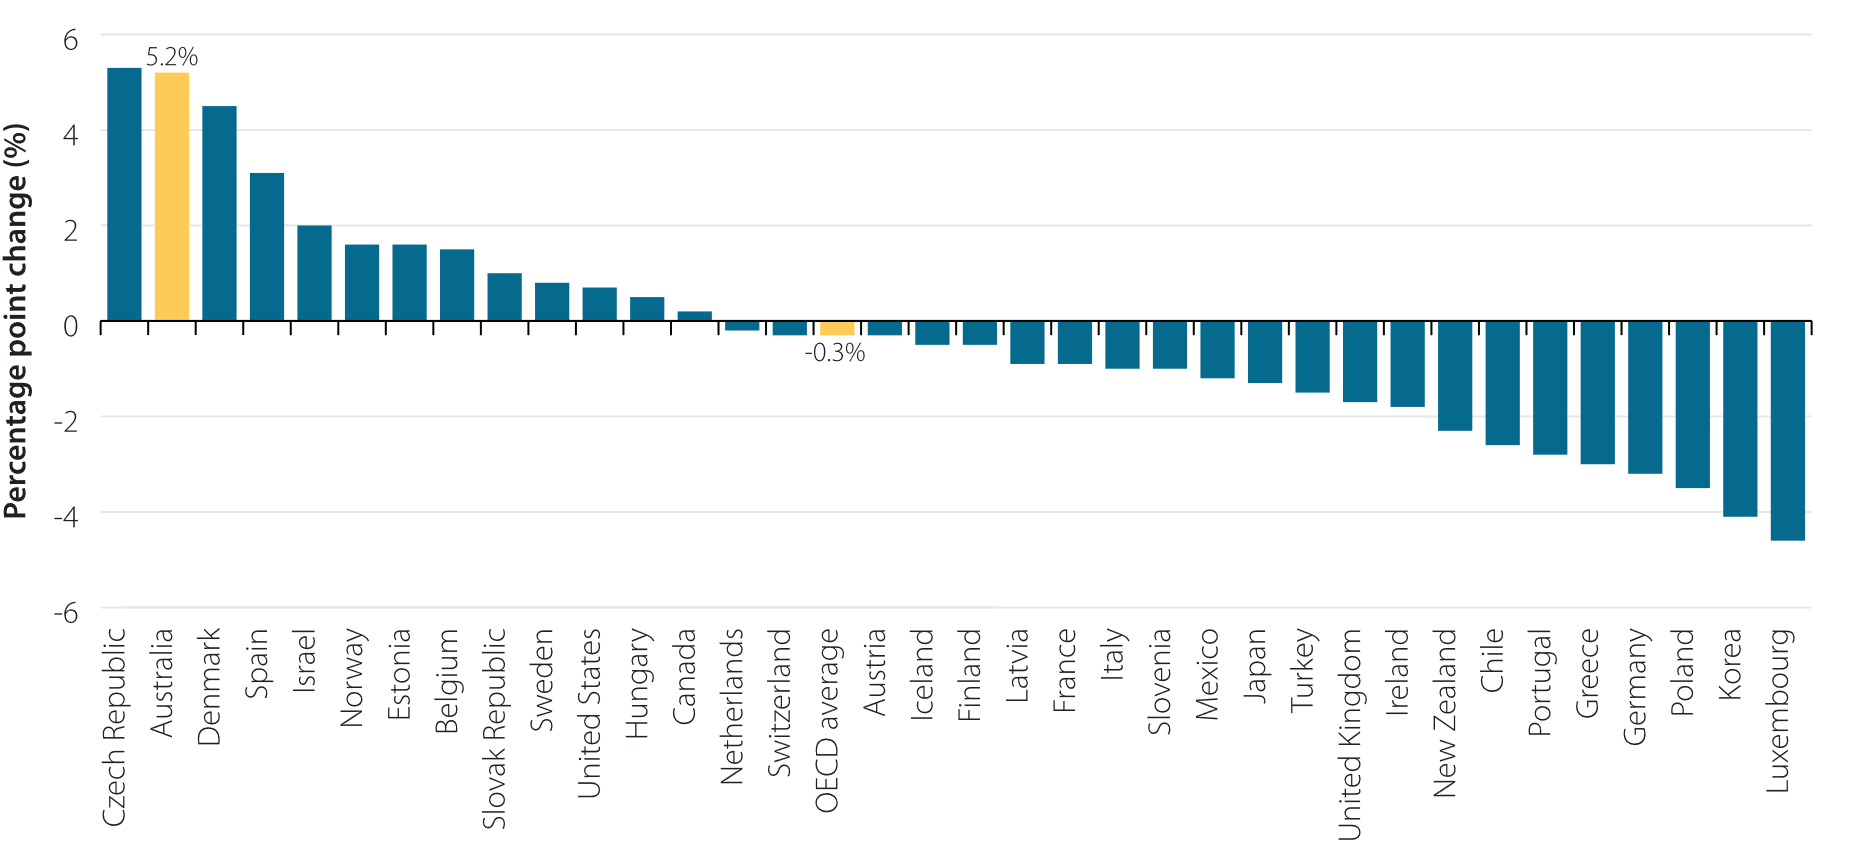 Percentage point change (%)
6
4
2
0
-2
-4
-6
5.2%
-0.3%
Czech Republic
Australia
Denmark
Spain
Israel
Norway
Estonia
Belgium
Slovak Republic
Sweden
United States
Hungary
Canada
Netherlands
Switzerland
OECD average
Austria
Iceland
Finland
Latvia
France
Italy
Slovenia
Mexico
Japan
Turkey
United Kingdom
Ireland
New Zealand
Chile
Portugal
Greece
Germany
Poland
Korea
Luxembourg